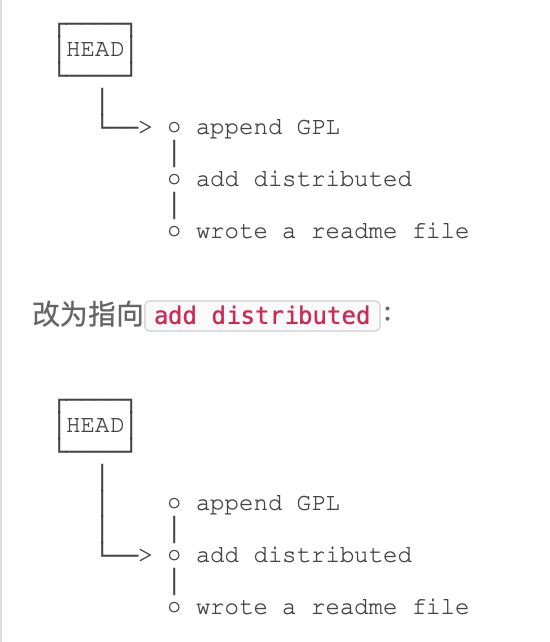 HEAD
append GPL
add distributed
wrote a readme file
改为指向add distributed：
HEAD
append GPL
add distributed
wrote a readme file